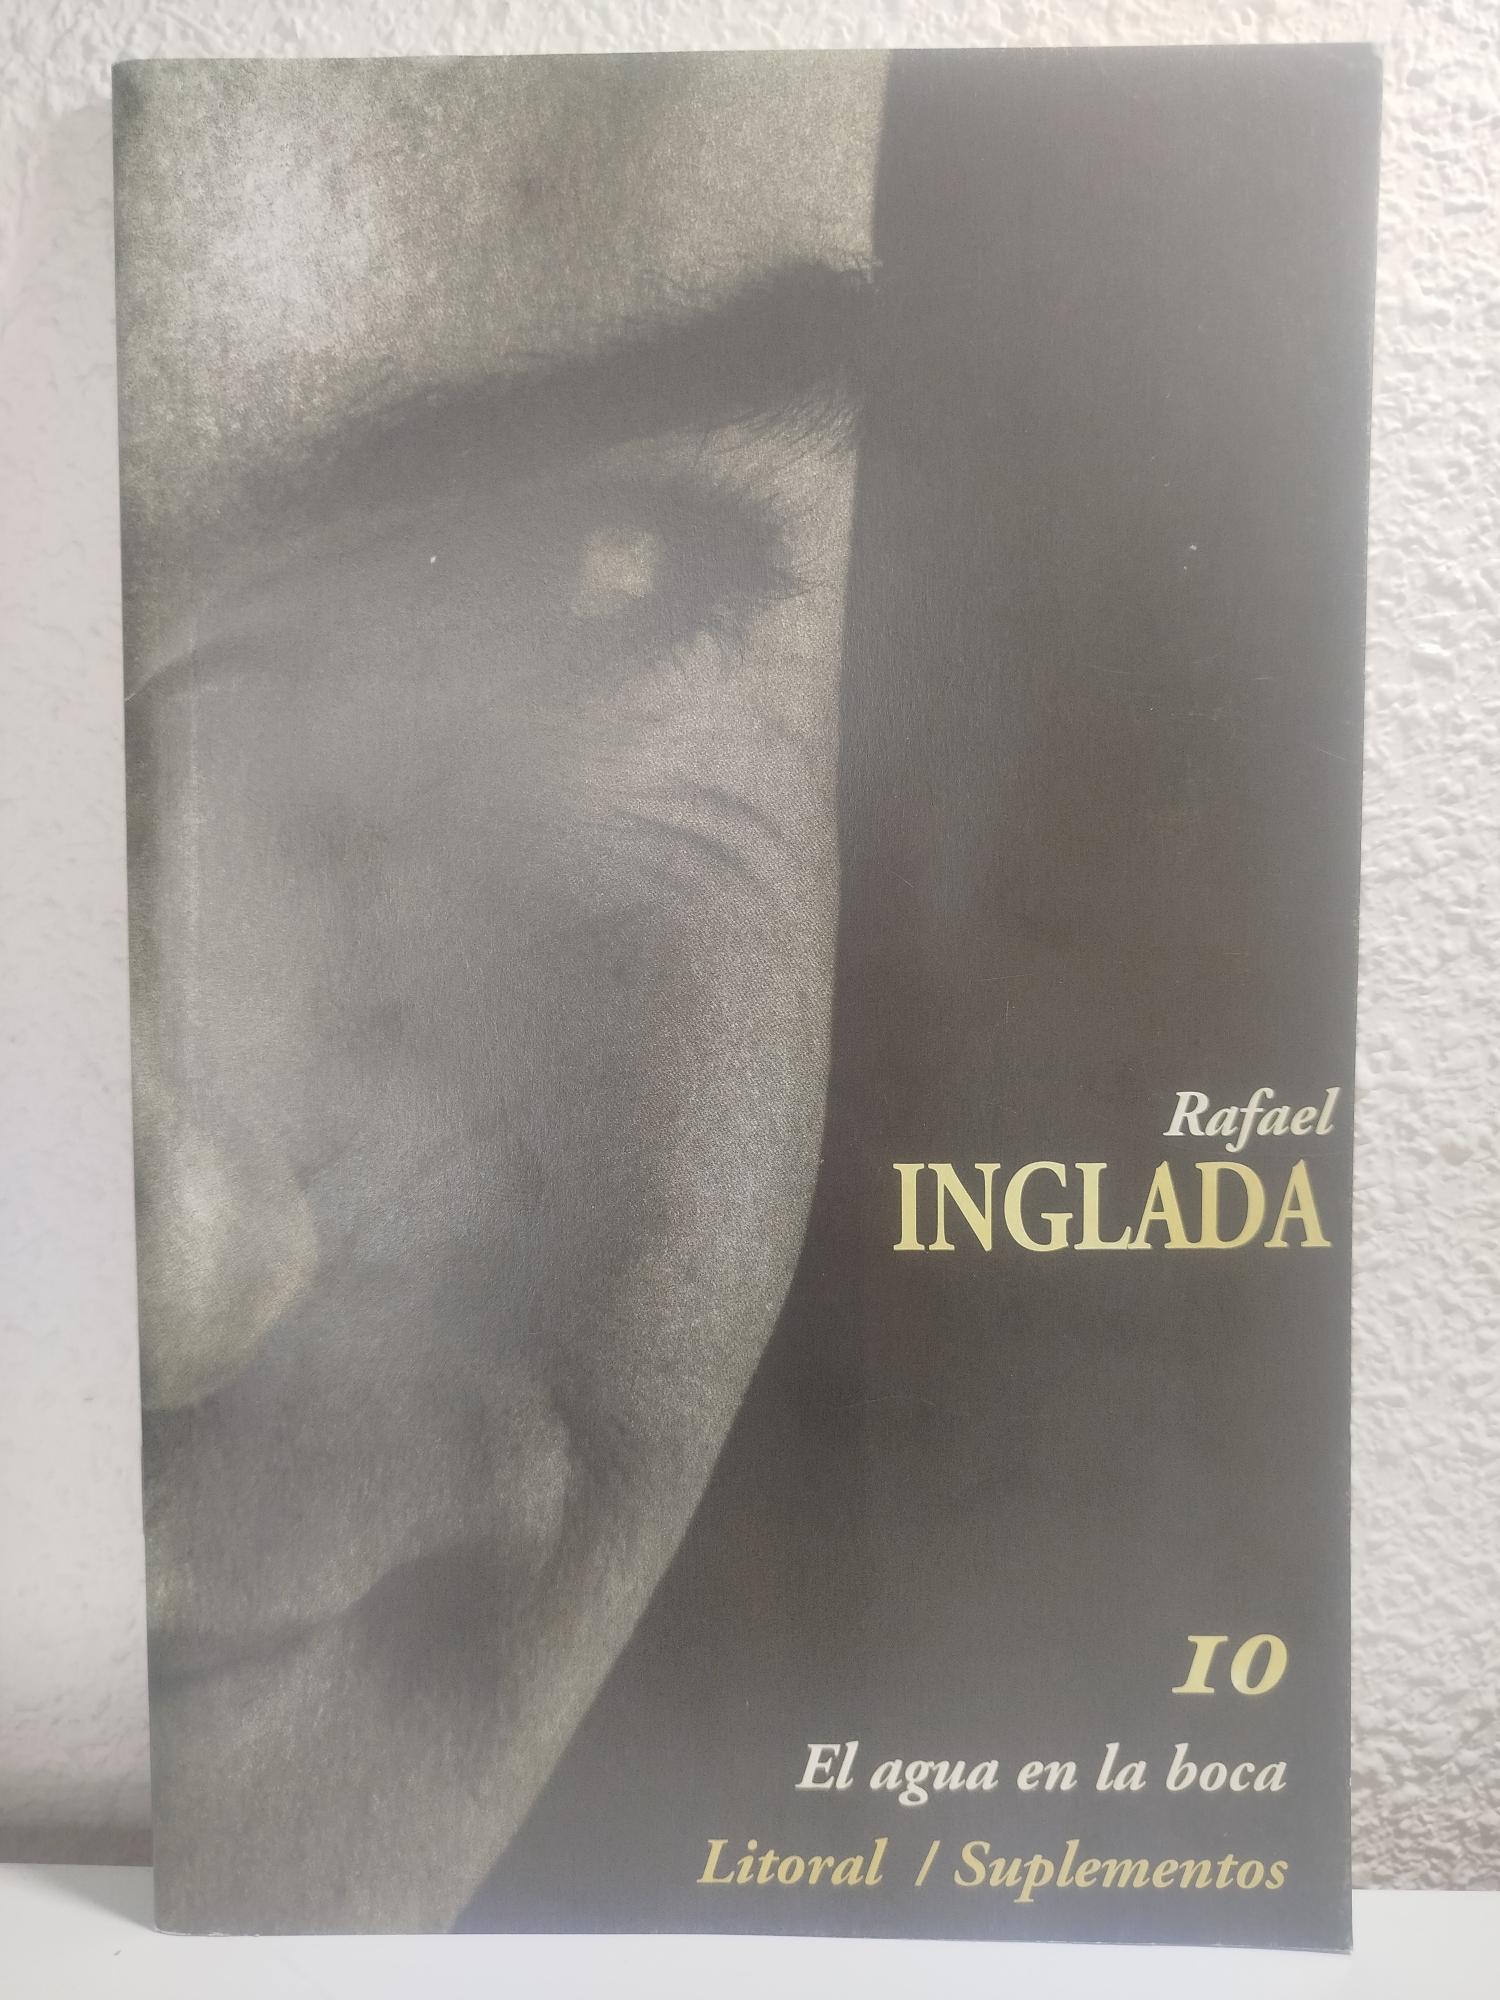 Rafael
INGLADA
10
El agua en la boca
Litoral / Suplementos